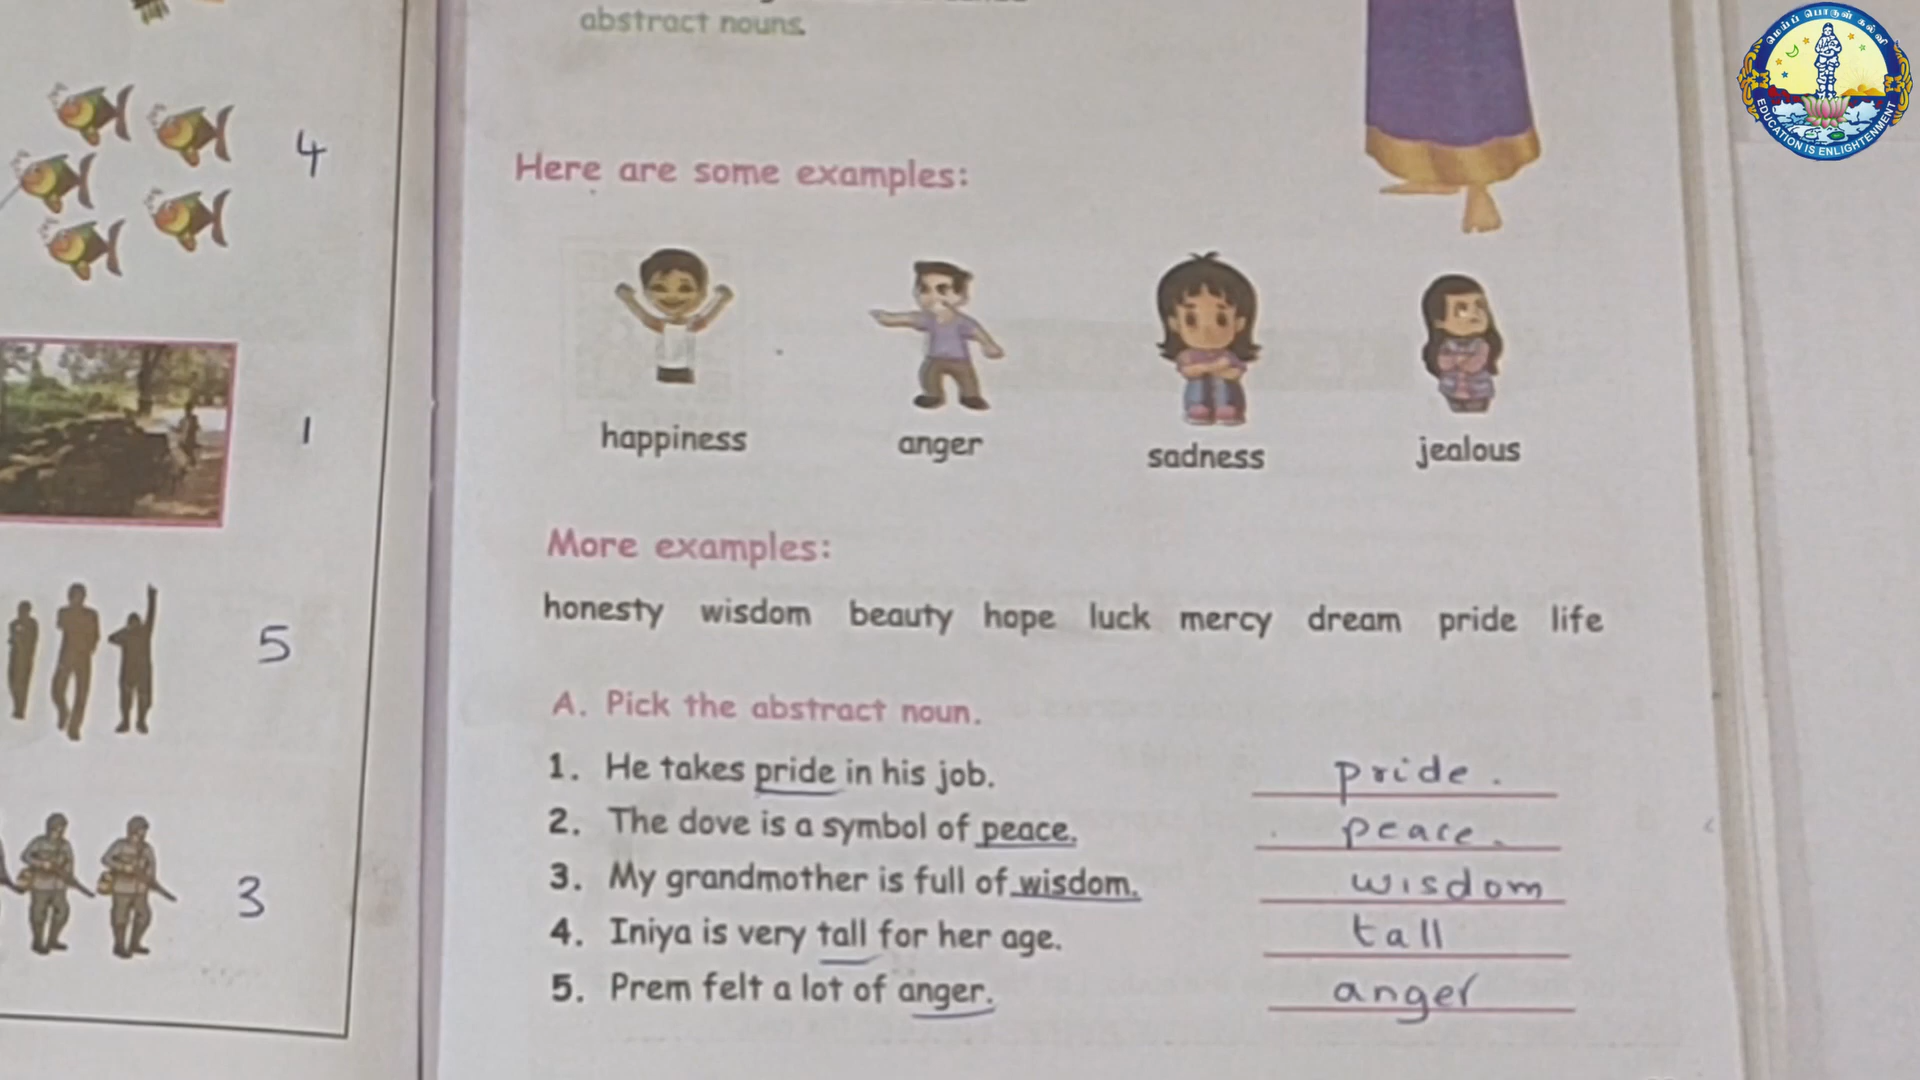 abstract nouns.
மெய்ப் பொருள் கல்வி
EDUCATION IS ENLIGHTENMENT
4
1
5
3
Here are some examples:
happiness anger sadness jealous
More examples:
honesty wisdom beauty hope luck mercy dream pride life
A. Pick the abstract noun.
1. He takes pride in his job. pride.
2. The dove is a symbol of peace. peace.
3. My grandmother is full of wisdom. wisdom
4. Iniya is very tall for her age. tall
5. Prem felt a lot of anger. anger